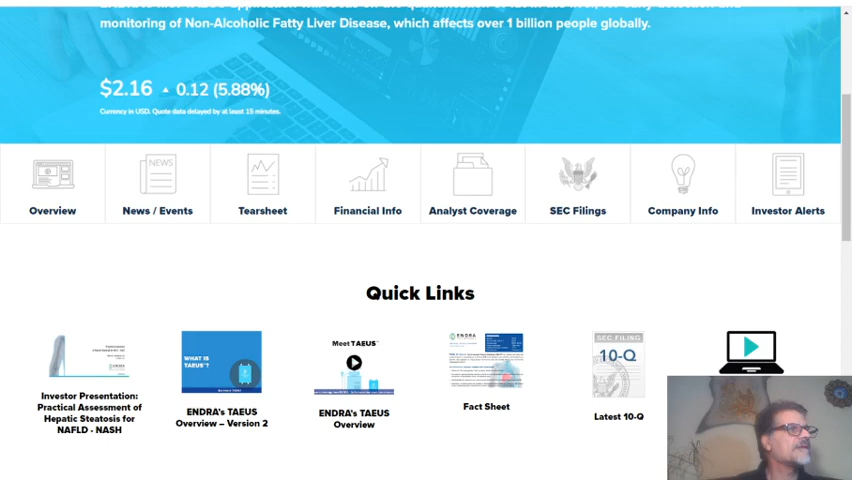 monitoring of Non-Alcoholic Fatty Liver Disease, which affects over 1 billion people globally.
$2.16 0.12 (5.88%)
Currency in USD. Quote data delayed by at least 15 minutes.
NEWS
Overview
News / Events
Tearsheet
Financial Info
Analyst Coverage
SEC Filings
Company Info
Investor Alerts
Quick Links
WHAT IS
TAEUS?
Meet TAEUS
ENDRA
SEC FILING
10-Q
Investor Presentation:
Practical Assessment of
Hepatic Steatosis for
NAFLD - NASH
ENDRA's TAEUS
Overview – Version 2
ENDRA's TAEUS
Overview
Fact Sheet
Latest 10-Q